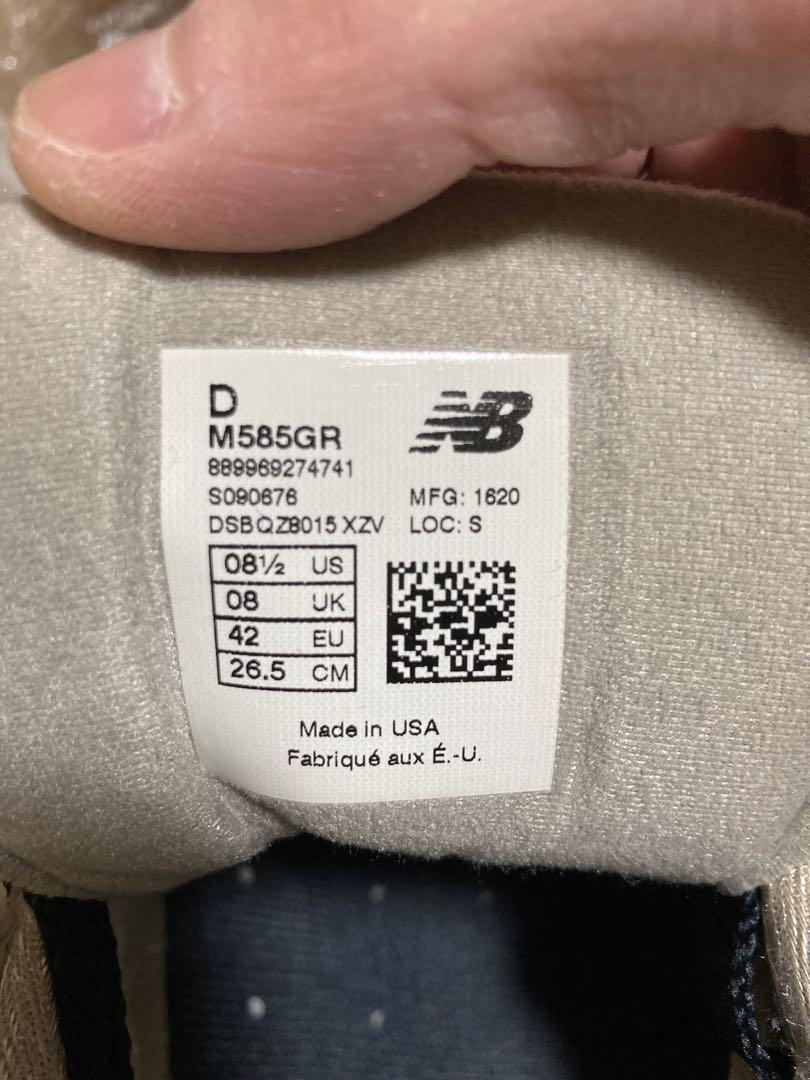 D
M585GR
NB
889969274741
S090676
MFG: 1620
DSBQZ8015 XZV
LOC: S
08½ US
08 UK
42 EU
26.5 CM
Made in USA
Fabriqué aux É.-U.